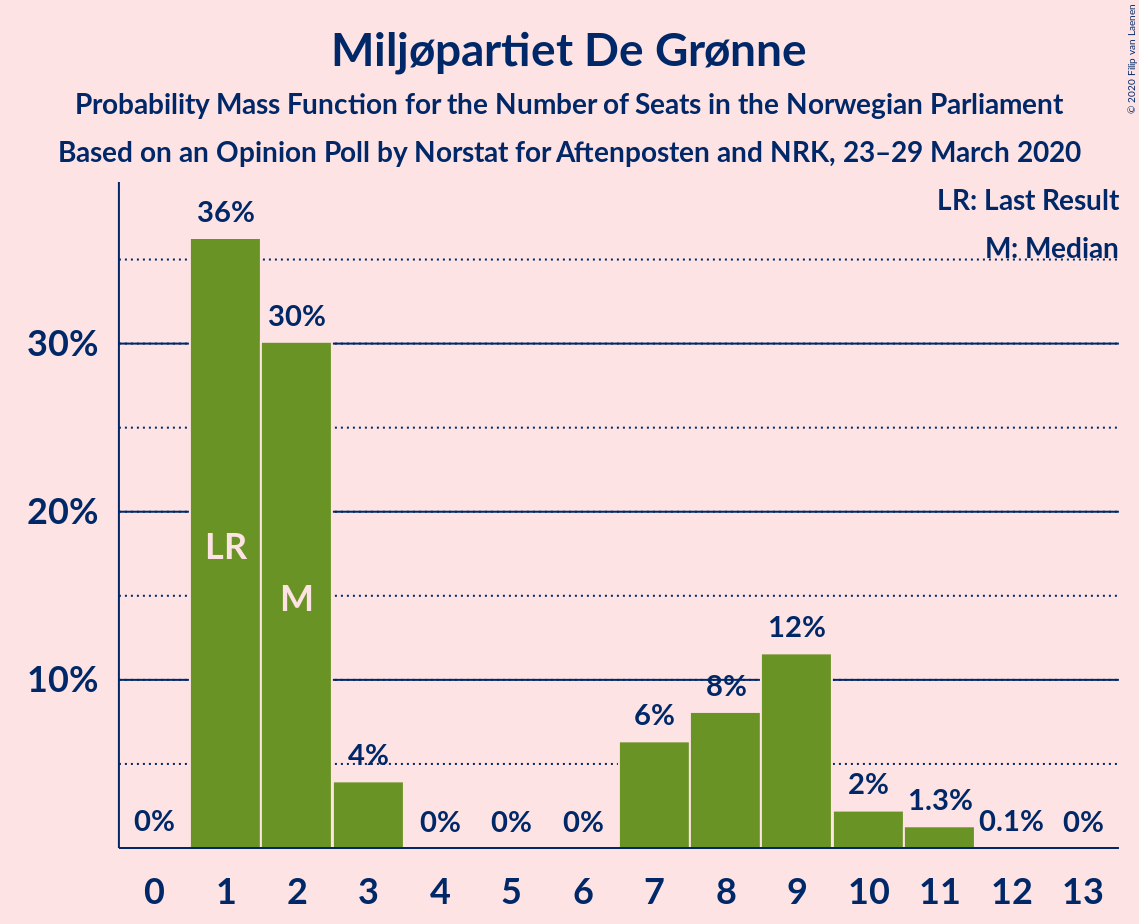 Miljøpartiet De Grønne
Probability Mass Function for the Number of Seats in the Norwegian Parliament
Based on an Opinion Poll by Norstat for Aftenposten and NRK, 23–29 March 2020
© 2020 Filip van Laenen
LR: Last Result
M: Median
36%
30%
30%
20%
LR
M
12%
10%
8%
6%
4%
2%
1.3%
0% 0% 0% 0% 0.1% 0%
0 1 2 3 4 5 6 7 8 9 10 11 12 13